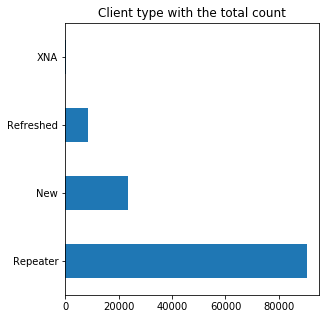 Client type with the total count
XNA
Refreshed
New
Repeater
0 20000 40000 60000 80000